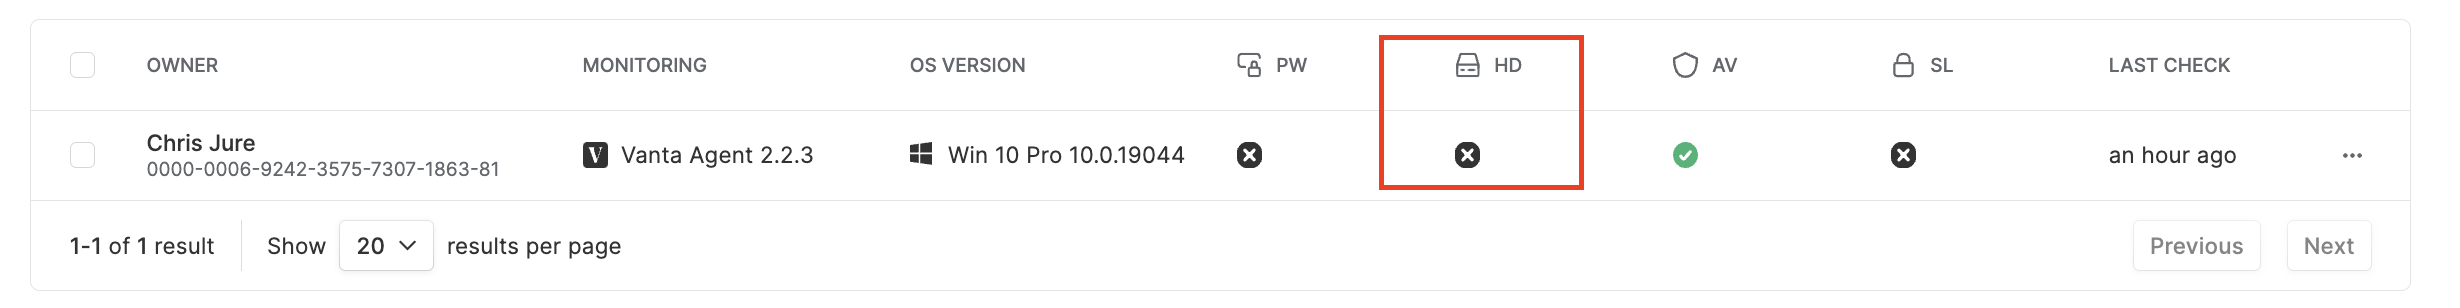 OWNER MONITORING OS VERSION PW HD AV SL LAST CHECK
Chris Jure
0000-0006-9242-3575-7307-1863-81
V Vanta Agent 2.2.3 Win 10 Pro 10.0.19044 an hour ago ...
1-1 of 1 result Show 20 results per page Previous Next